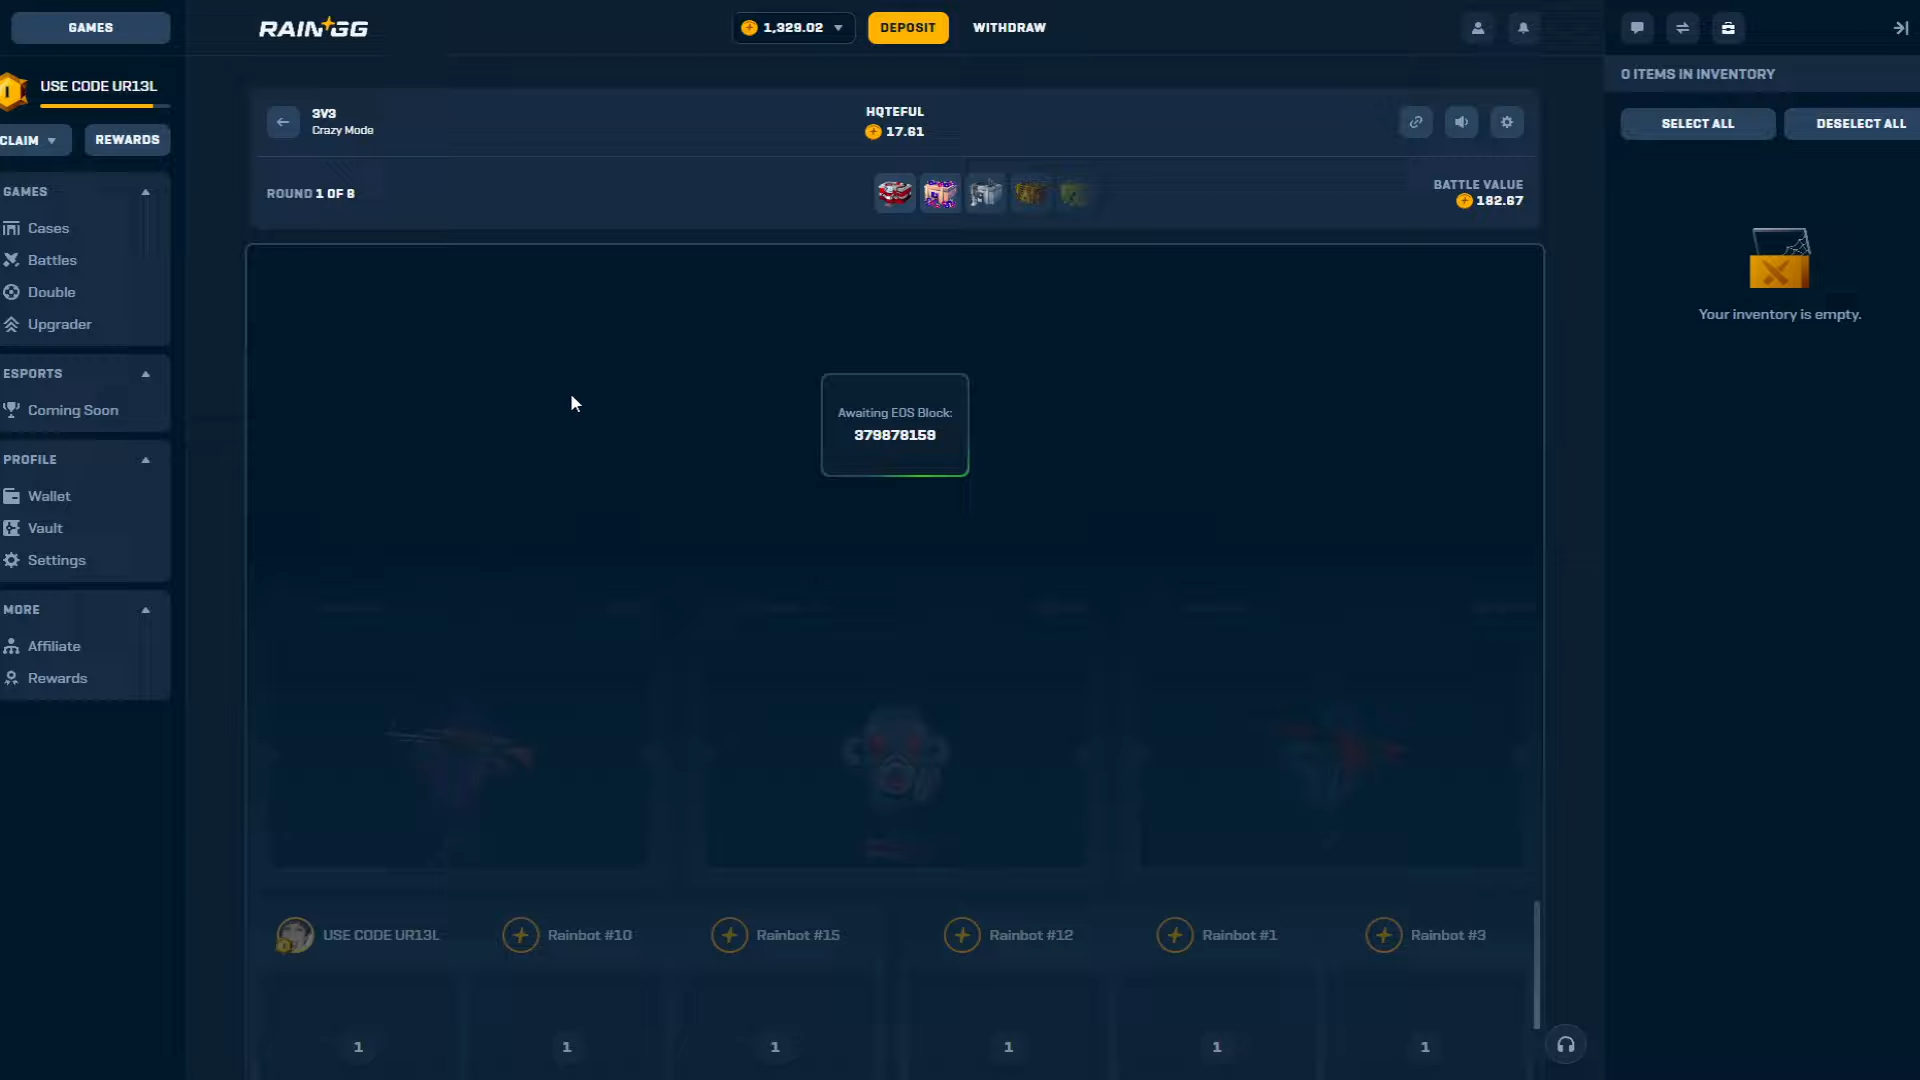 GAMES
RAIN GG
1,329.02
DEPOSIT
WITHDRAW
USE CODE UR13L
CLAIM
REWARDS
GAMES
Cases
Battles
Double
Upgrader
ESPORTS
Coming Soon
PROFILE
Wallet
Vault
Settings
MORE
Affiliate
Rewards
3V3
Crazy Mode
HQTEFUL
17.61
ROUND 1 OF 8
BATTLE VALUE
182.67
Awaiting EOS Block:
379878159
USE CODE UR13L
Rainbot #10
Rainbot #15
Rainbot #12
Rainbot #1
Rainbot #3
1
1
1
1
1
1
0 ITEMS IN INVENTORY
SELECT ALL
DESELECT ALL
Your inventory is empty.